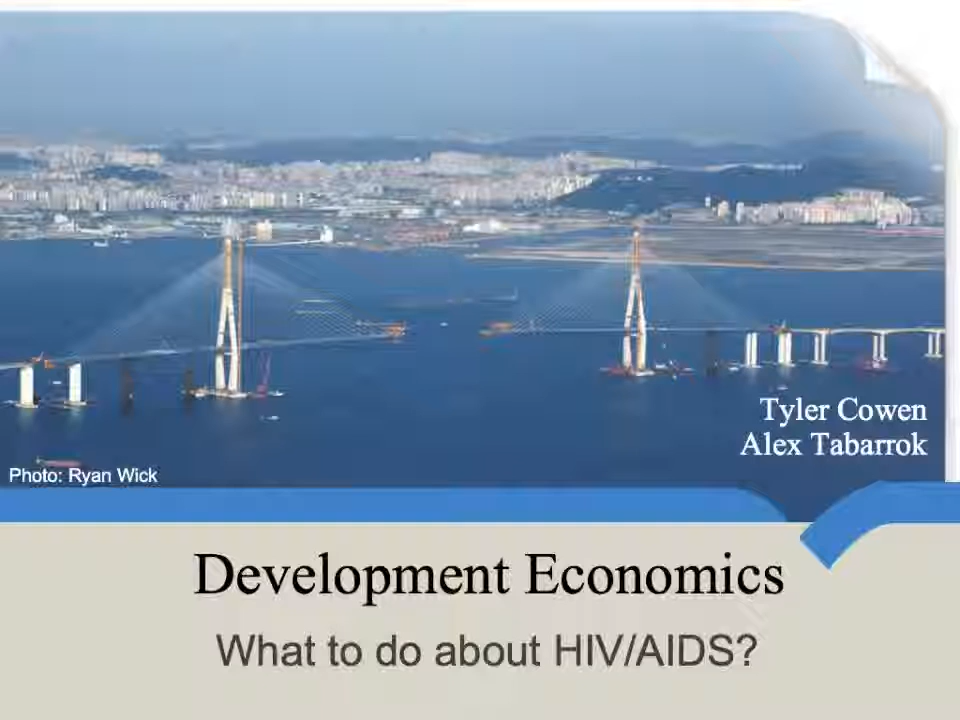 Tyler Cowen
Alex Tabarrok
Photo: Ryan Wick
Development Economics
What to do about HIV/AIDS?